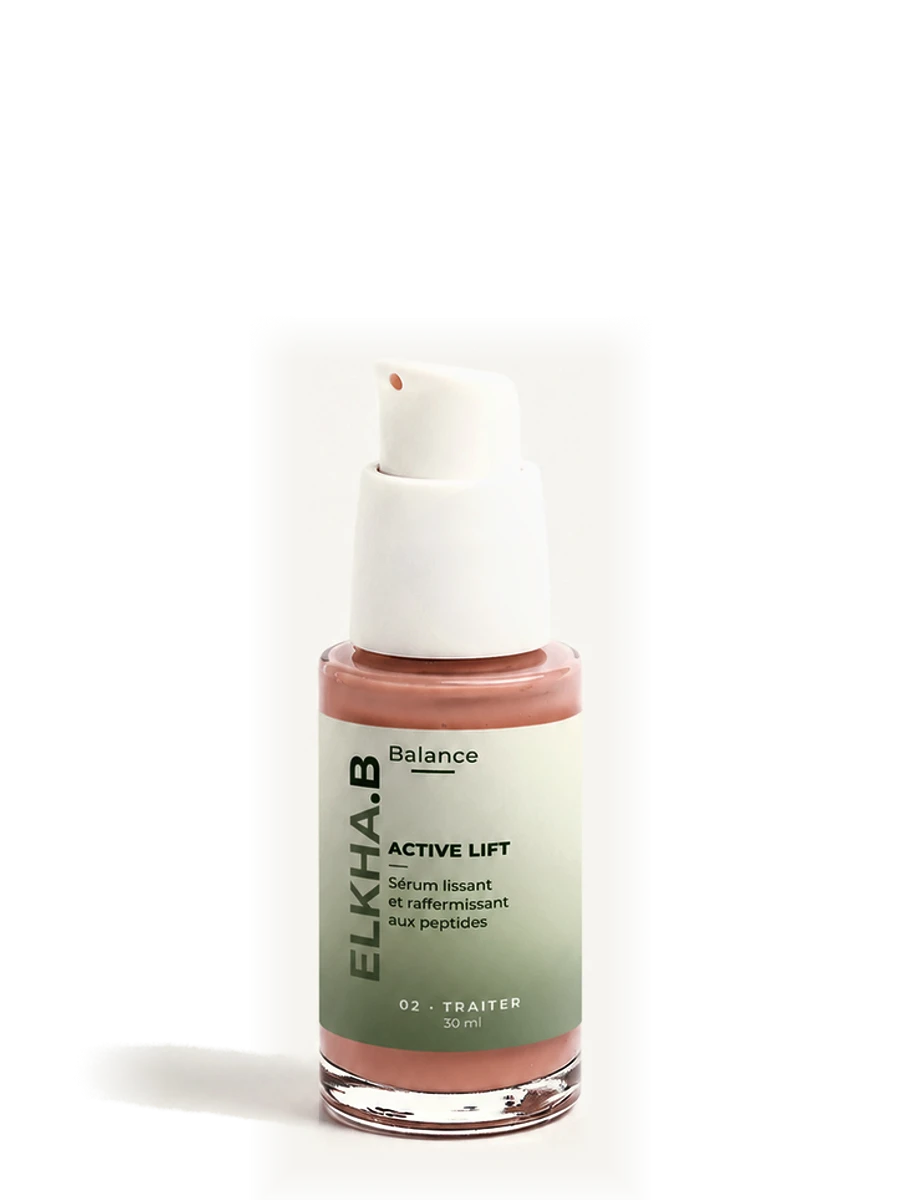 ELKHA.B
Balance
ACTIVE LIFT
Sérum lissant
et raffermissant
aux peptides
02 · TRAITER
30 ml